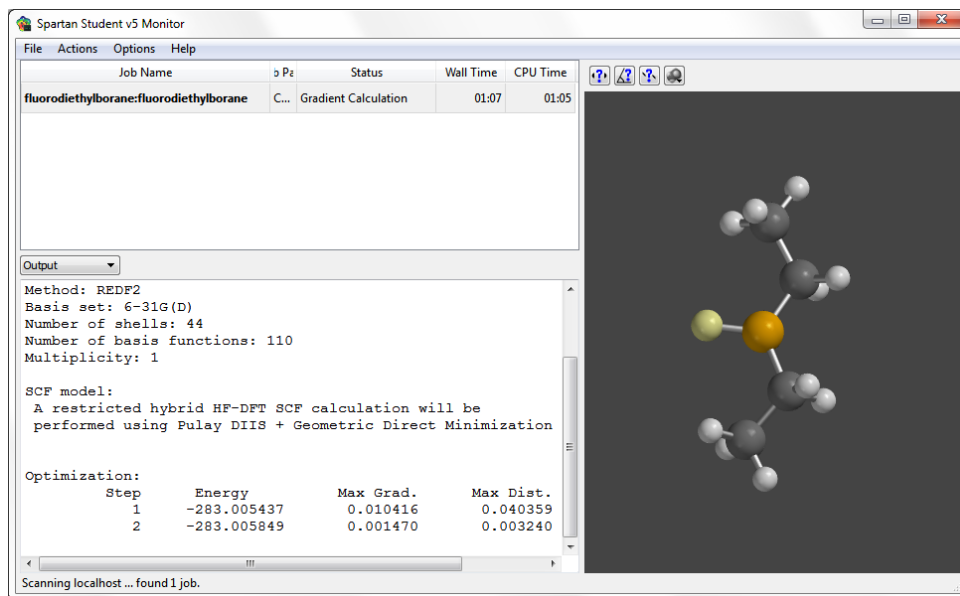 Spartan Student v5 Monitor
File Actions Options Help
Job Name b Pa Status Wall Time CPU Time
fluorodiethylborane:fluorodiethylborane C... Gradient Calculation 01:07 01:05
Output
Method: REDF2
Basis set: 6-31G(D)
Number of shells: 44
Number of basis functions: 110
Multiplicity: 1
SCF model:
A restricted hybrid HF-DFT SCF calculation will be
performed using Pulay DIIS + Geometric Direct Minimization
Optimization:
Step Energy Max Grad. Max Dist.
1 -283.005437 0.010416 0.040359
2 -283.005849 0.001470 0.003240
Scanning localhost ... found 1 job.